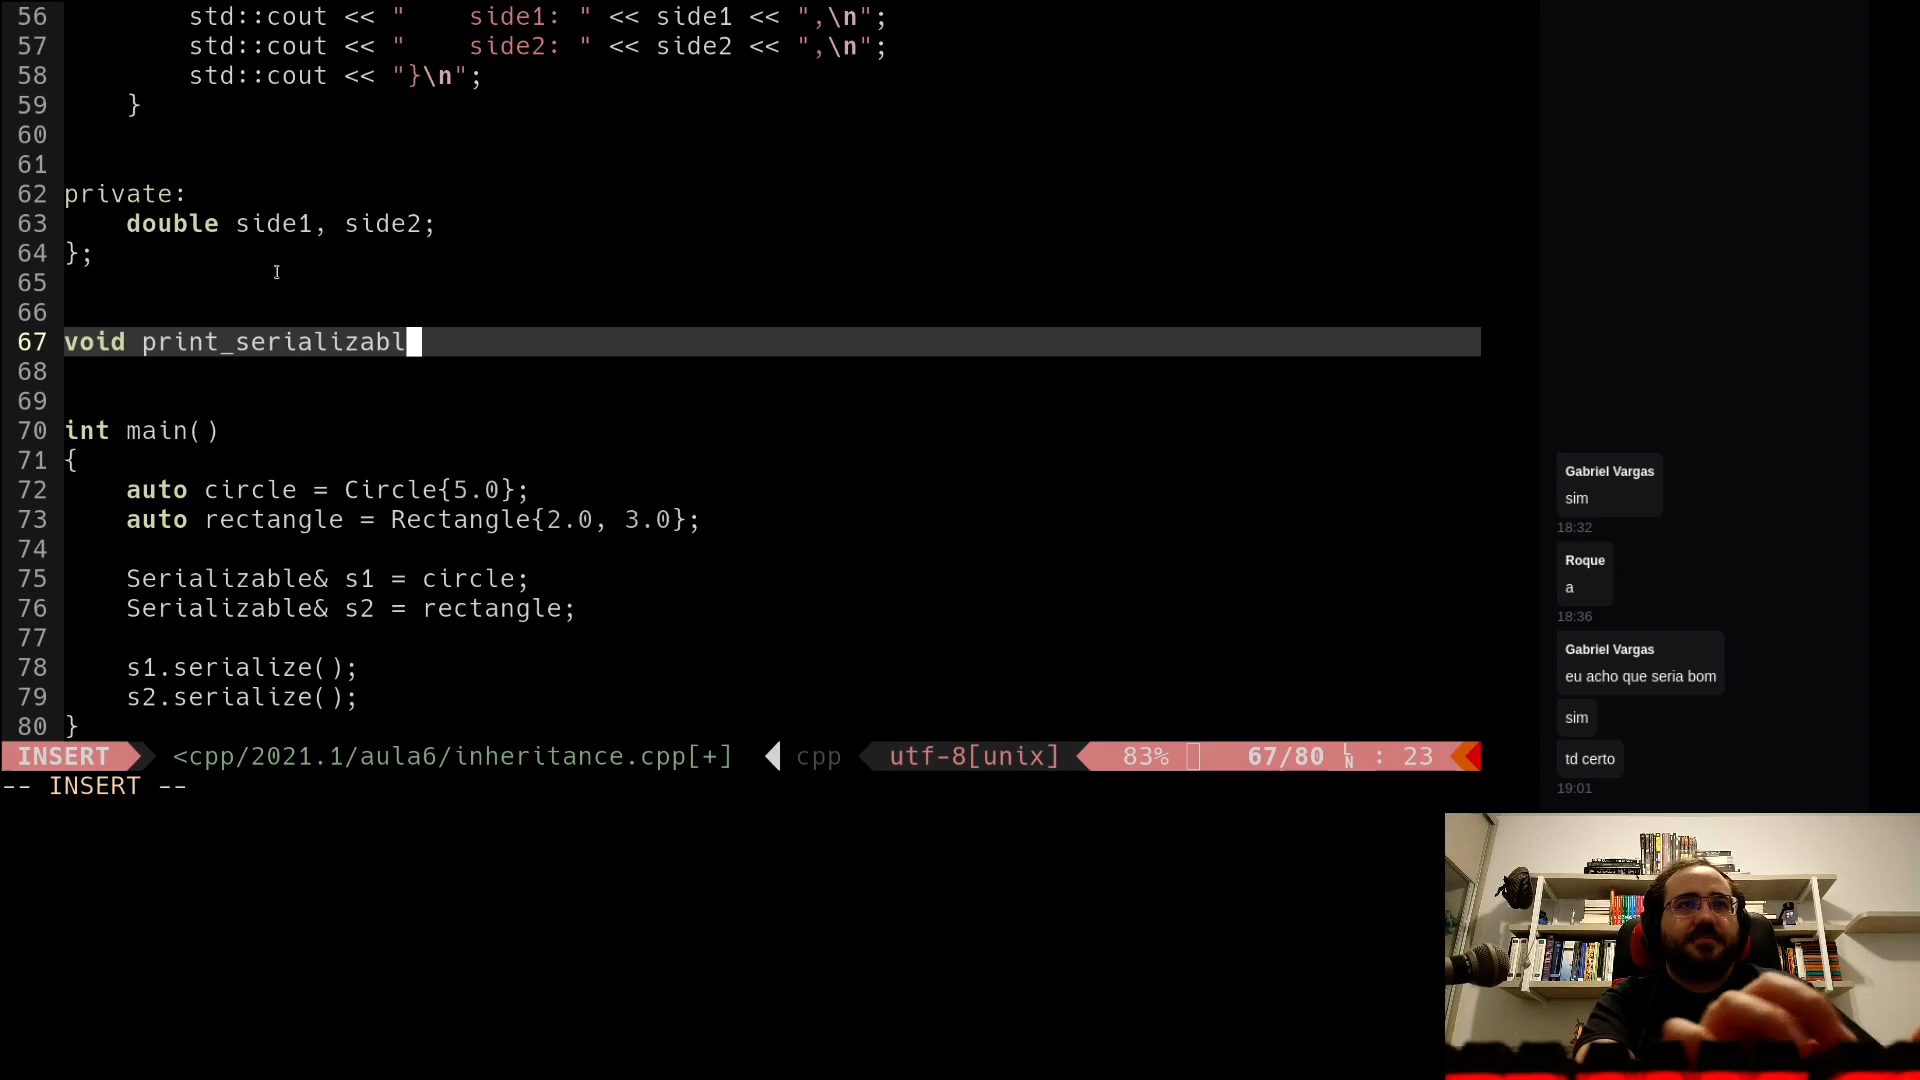 56         std::cout << "    side1: " << side1 << ",\n";
57         std::cout << "    side2: " << side2 << ",\n";
58         std::cout << "}\n";
59     }
60
61
62 private:
63     double side1, side2;
64 };
65
66
67 void print_serializabl
68
69
70 int main()
71 {
72     auto circle = Circle{5.0};
73     auto rectangle = Rectangle{2.0, 3.0};
74
75     Serializable& s1 = circle;
76     Serializable& s2 = rectangle;
77
78     s1.serialize();
79     s2.serialize();
80 }
INSERT <cpp/2021.1/aula6/inheritance.cpp[+] cpp utf-8[unix] 83% 67/80 LN : 23
-- INSERT --
Gabriel Vargas
sim
18:32
Roque
a
18:36
Gabriel Vargas
eu acho que seria bom
sim
td certo
19:01